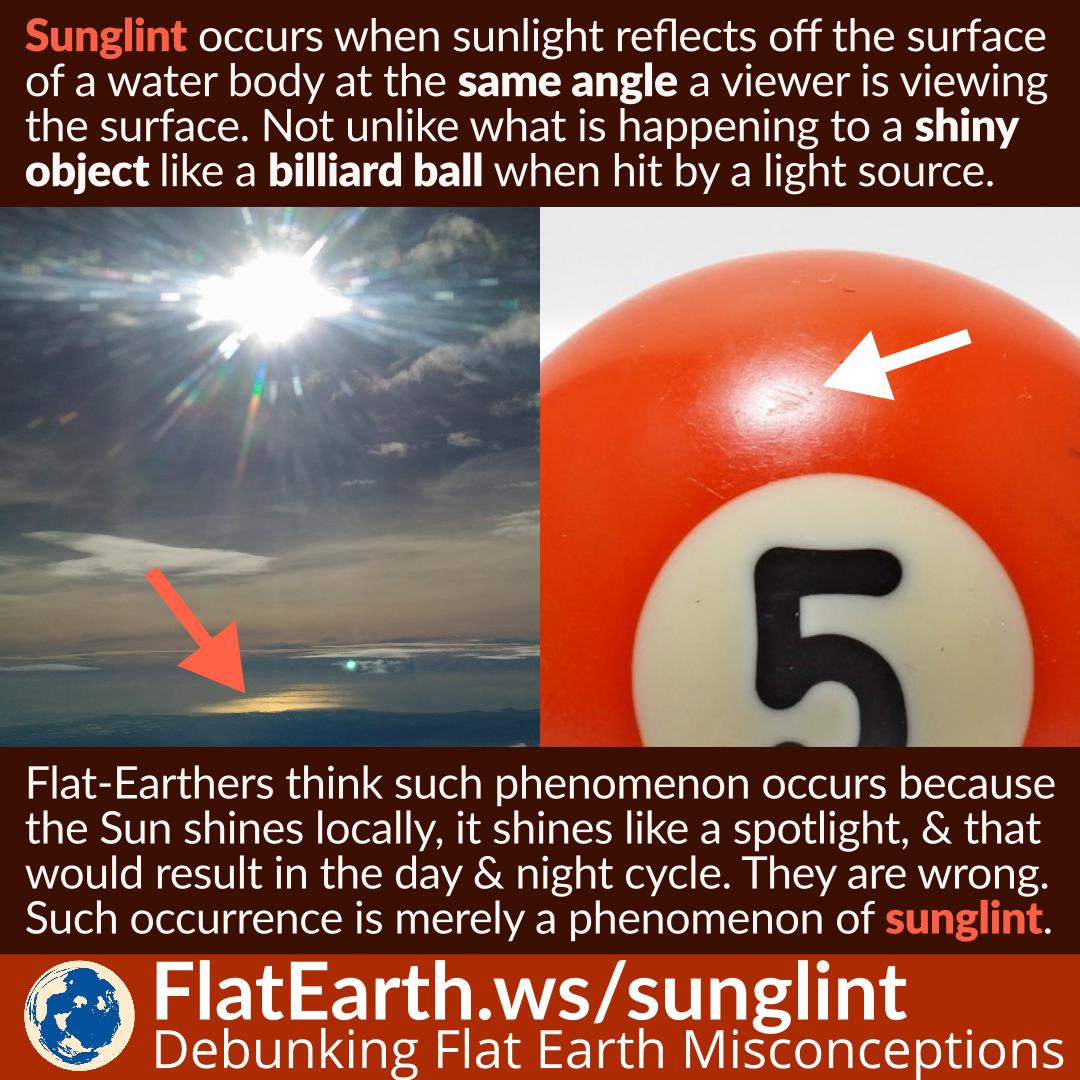 Sunglint occurs when sunlight reflects off the surface
of a water body at the same angle a viewer is viewing
the surface. Not unlike what is happening to a shiny
object like a billiard ball when hit by a light source.
5
Flat-Earthers think such phenomenon occurs because
the Sun shines locally, it shines like a spotlight, & that
would result in the day & night cycle. They are wrong.
Such occurrence is merely a phenomenon of sunglint.
FlatEarth.ws/sunglint
Debunking Flat Earth Misconceptions